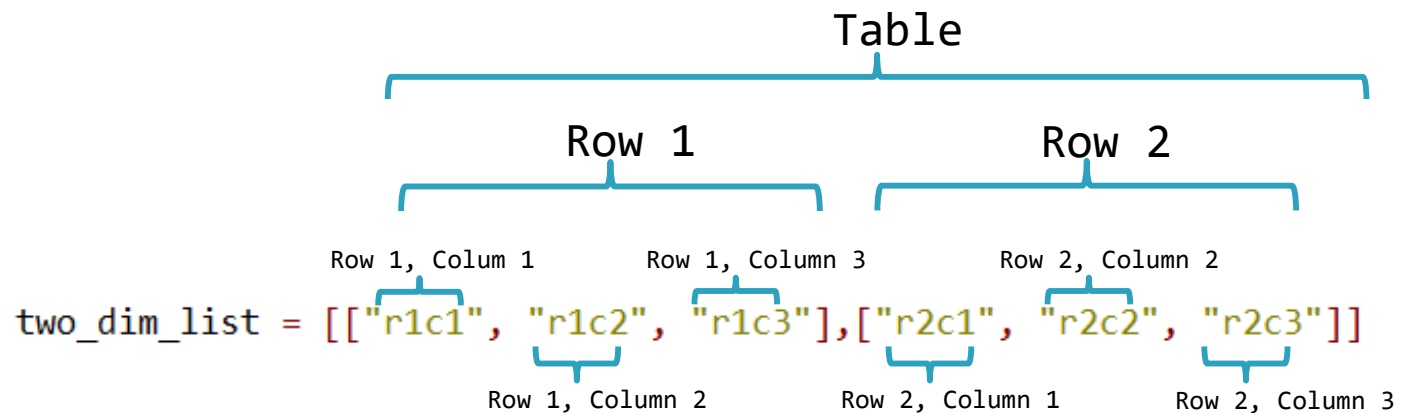 Table
Row 1 Row 2
Row 1, Colum 1 Row 1, Column 3 Row 2, Column 2
two_dim_list = [["r1c1", "r1c2", "r1c3"],["r2c1", "r2c2", "r2c3"]]
Row 1, Column 2 Row 2, Column 1 Row 2, Column 3